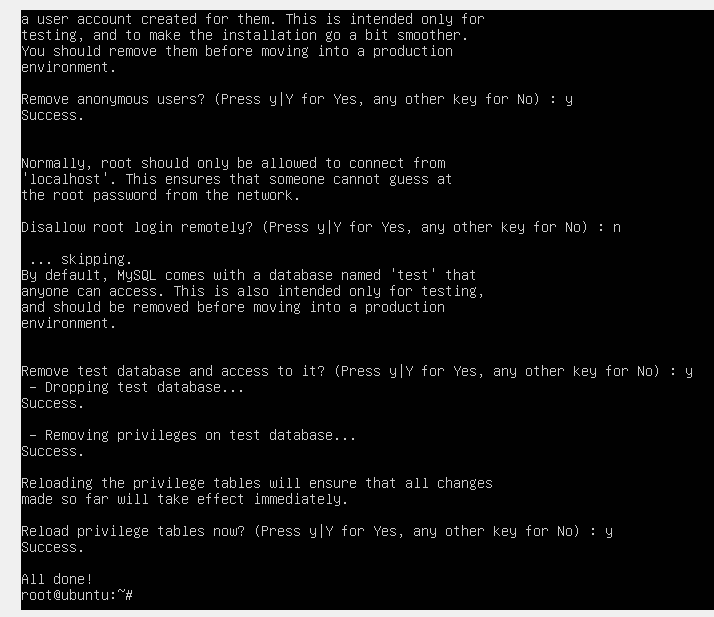 a user account created for them. This is intended only for
testing, and to make the installation go a bit smoother.
You should remove them before moving into a production
environment.
Remove anonymous users? (Press y|Y for Yes, any other key for No) : y
Success.
Normally, root should only be allowed to connect from
'localhost'. This ensures that someone cannot guess at
the root password from the network.
Disallow root login remotely? (Press y|Y for Yes, any other key for No) : n
... skipping.
By default, MySQL comes with a database named 'test' that
anyone can access. This is also intended only for testing,
and should be removed before moving into a production
environment.
Remove test database and access to it? (Press y|Y for Yes, any other key for No) : y
- Dropping test database...
Success.
- Removing privileges on test database...
Success.
Reloading the privilege tables will ensure that all changes
made so far will take effect immediately.
Reload privilege tables now? (Press y|Y for Yes, any other key for No) : y
Success.
All done!
root@ubuntu:~#